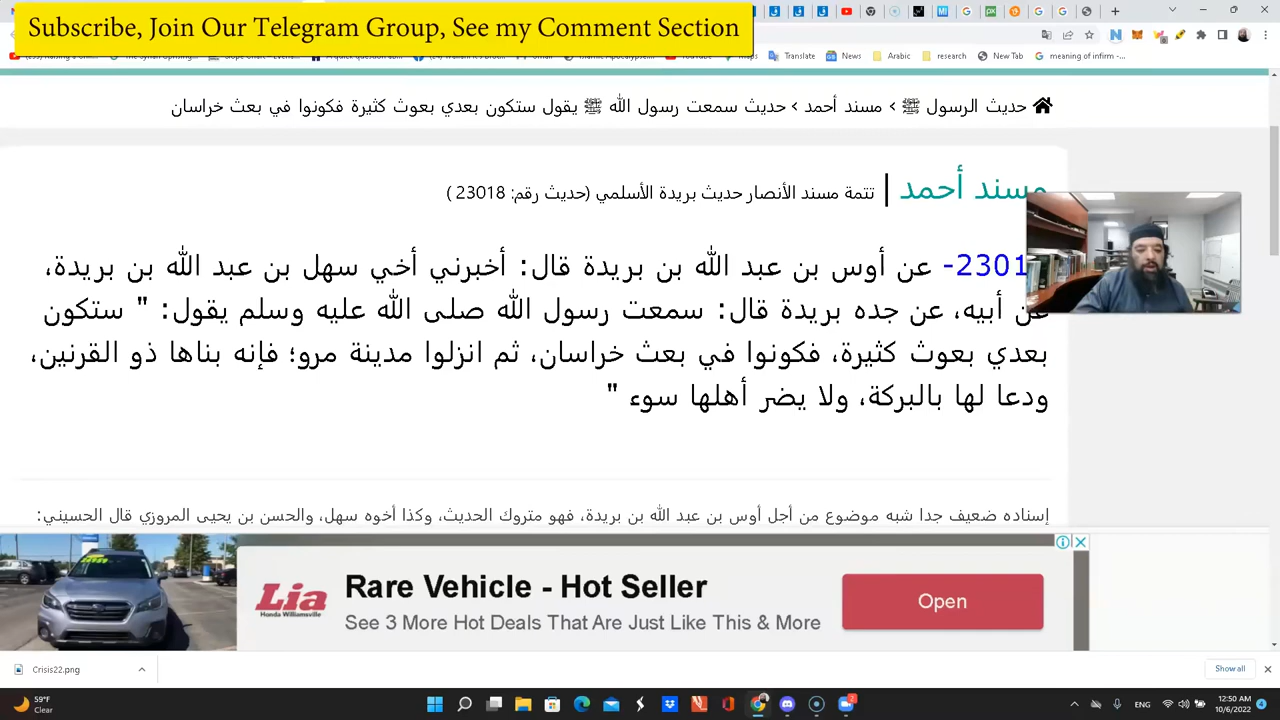 Subscribe, Join Our Telegram Group, See my Comment Section
Translate
News
Arabic
research
New Tab
meaning of infirm -...
حديث الرسول ﷺ › مسند أحمد › حديث سمعت رسول الله ﷺ يقول ستكون بعدي بعوث كثيرة فكونوا في بعث خراسان
مسند أحمد | تتمة مسند الأنصار حديث بريدة الأسلمي (حديث رقم: 23018 )
عن أوس بن عبد الله بن بريدة قال: أخبرني أخي سهل بن عبد الله بن بريدة،
عن أبيه، عن جده بريدة قال: سمعت رسول الله صلى الله عليه وسلم يقول: " ستكون
بعدي بعوث كثيرة، فكونوا في بعث خراسان، ثم انزلوا مدينة مرو؛ فإنه بناها ذو القرنين،
ودعا لها بالبركة، ولا يضر أهلها سوء "
إسناده ضعيف جدا شبه موضوع من أجل أوس بن عبد الله بن بريدة، فهو متروك الحديث، وكذا أخوه سهل، والحسن بن يحيى المروزي قال الحسيني:
Lia
Honda Williamsville
Rare Vehicle - Hot Seller
See 3 More Hot Deals That Are Just Like This & More
Open
Crisis22.png
Show all
59°F
Clear
ENG
12:50 AM
10/6/2022